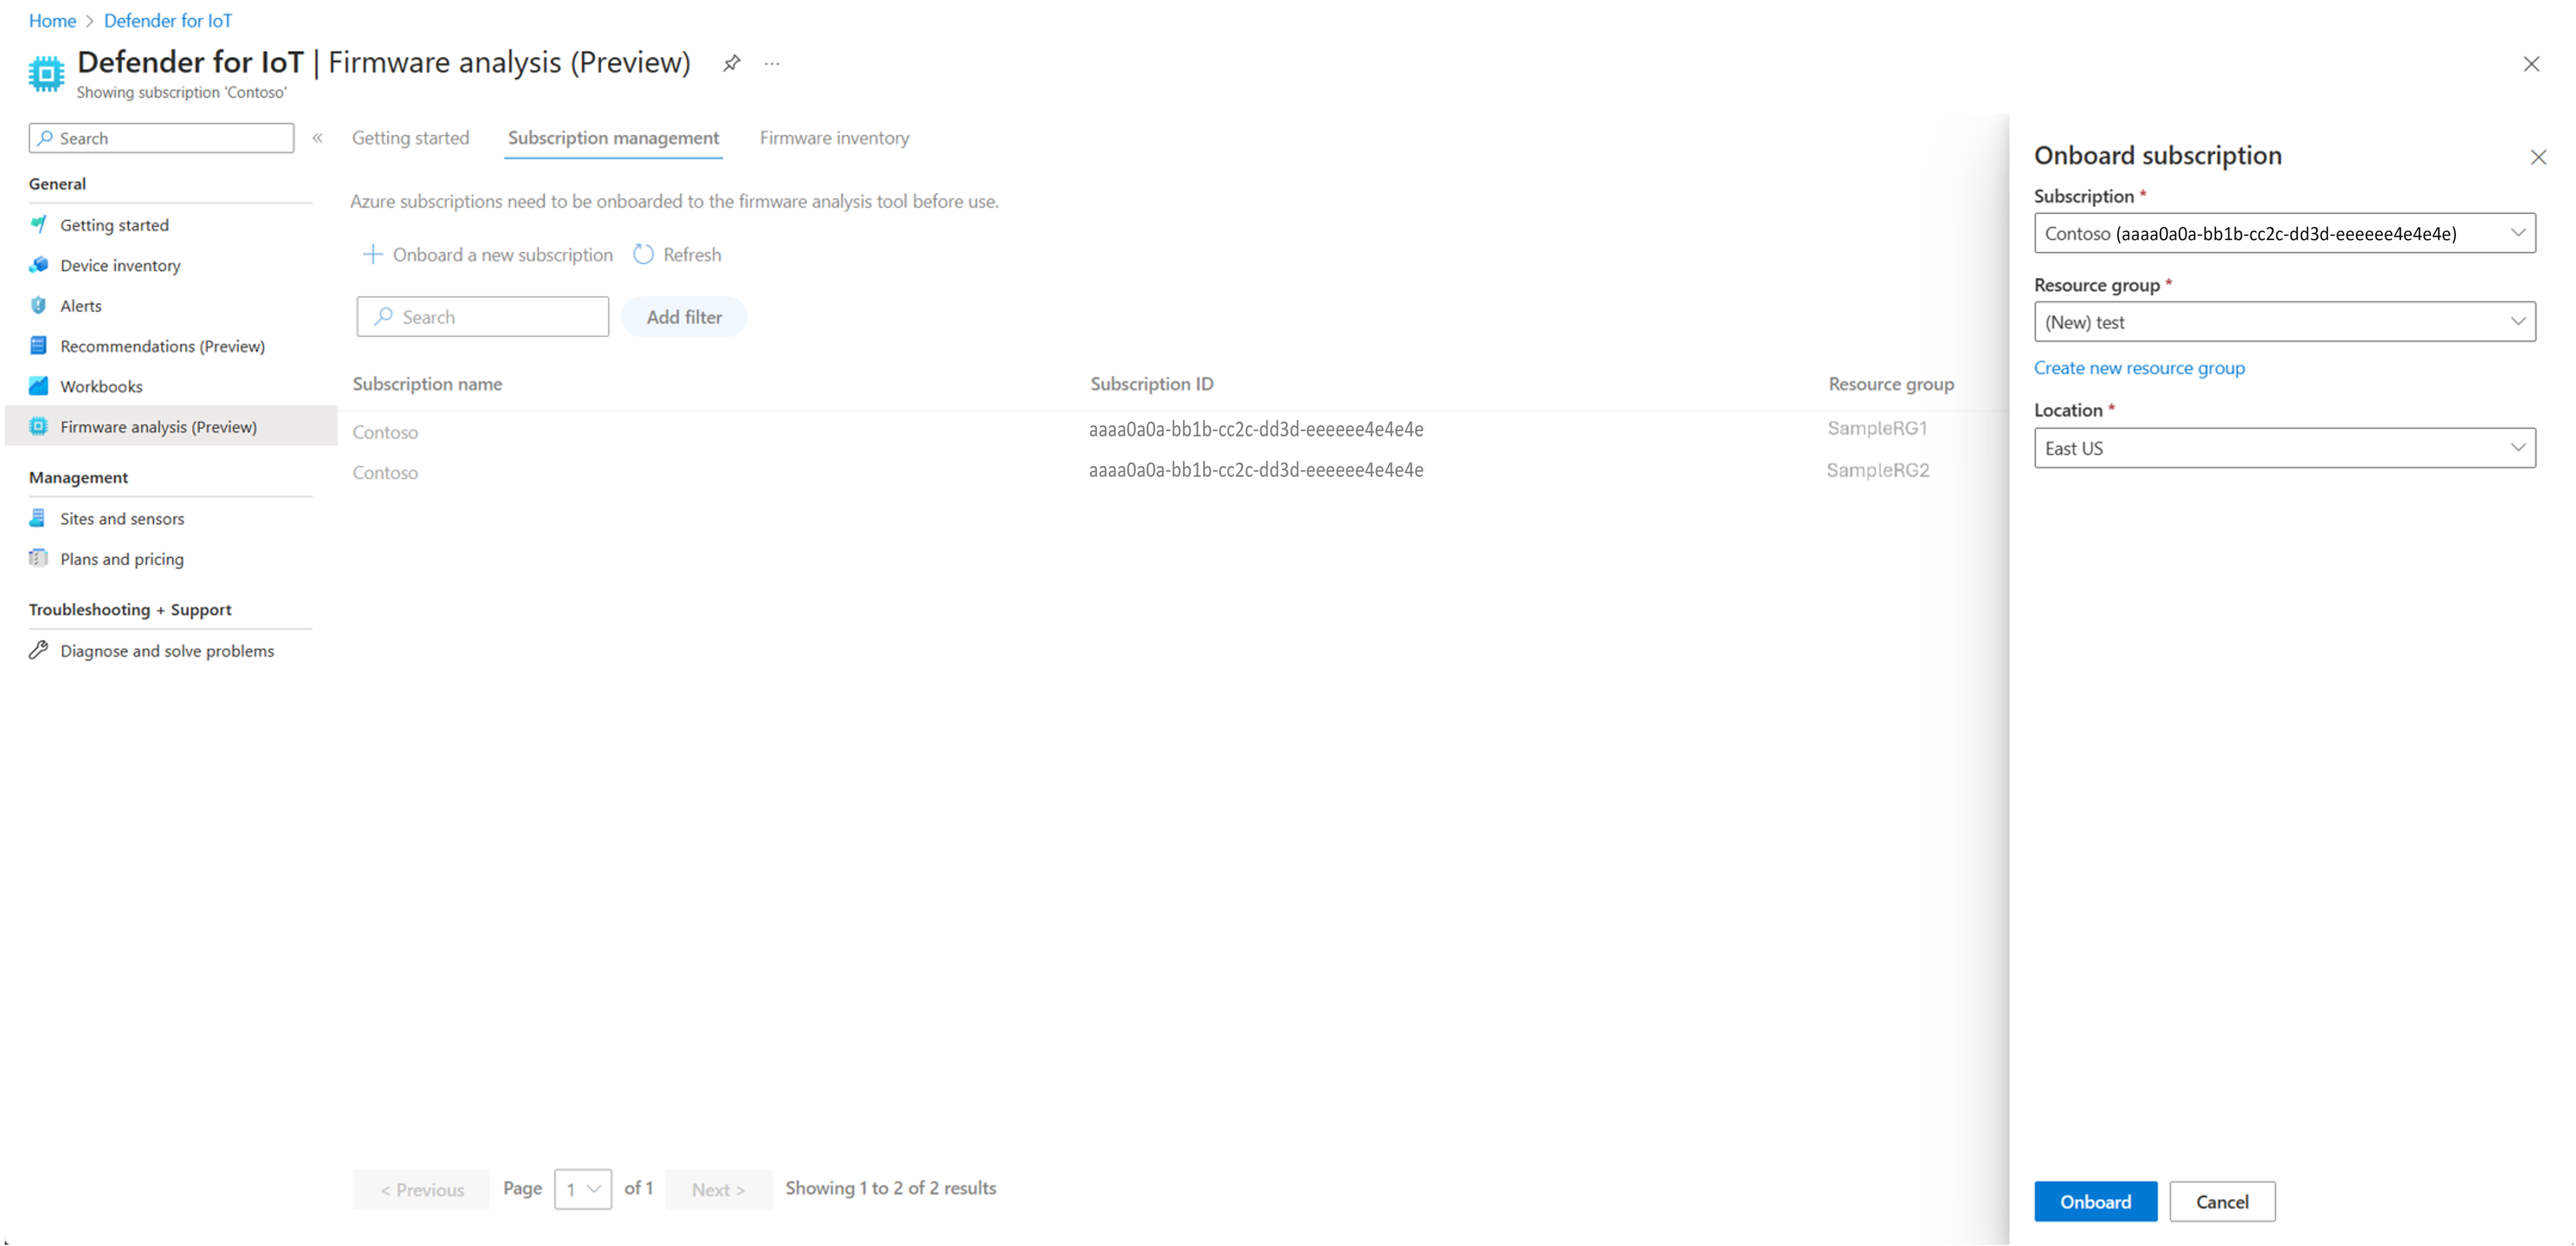 Home > Defender for IoT
Defender for IoT | Firmware analysis (Preview) ...
Showing subscription 'Contoso'
Search «
General
Getting started
Device inventory
Alerts
Recommendations (Preview)
Workbooks
Firmware analysis (Preview)
Management
Sites and sensors
Plans and pricing
Troubleshooting + Support
Diagnose and solve problems
Getting started Subscription management Firmware inventory
Azure subscriptions need to be onboarded to the firmware analysis tool before use.
+ Onboard a new subscription Refresh
Search Add filter
Subscription name Subscription ID Resource group
Contoso aaaa0a0a-bb1b-cc2c-dd3d-eeeeee4e4e4e SampleRG1
Contoso aaaa0a0a-bb1b-cc2c-dd3d-eeeeee4e4e4e SampleRG2
< Previous Page 1 of 1 Next > Showing 1 to 2 of 2 results
Onboard subscription
Subscription *
Contoso (aaaa0a0a-bb1b-cc2c-dd3d-eeeeee4e4e4e)
Resource group *
(New) test
Create new resource group
Location *
East US
Onboard Cancel